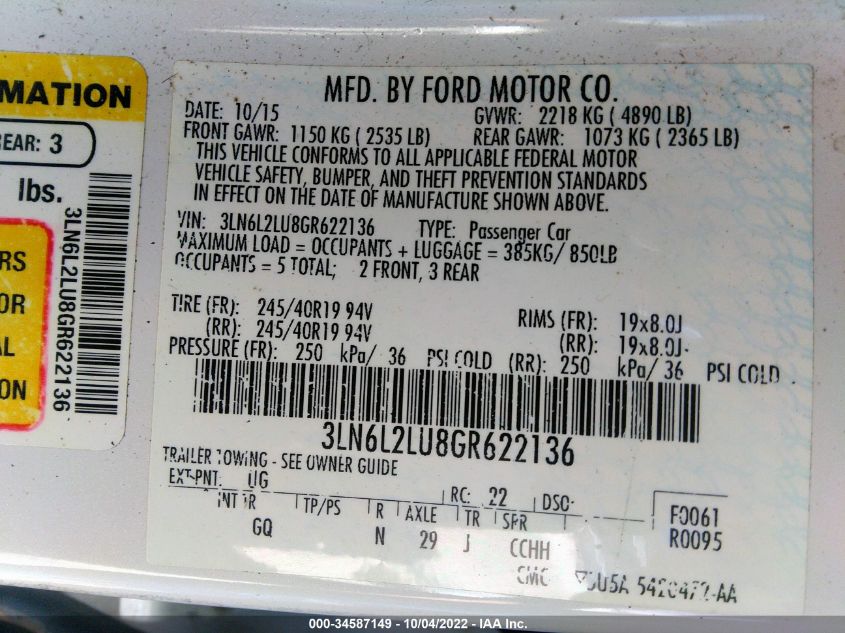 MATION
REAR: 3
lbs.
3LN6L2LU8GR622136
RS
OR
AL
ON
MFD. BY FORD MOTOR CO.
DATE: 10/15 GVWR: 2218 KG ( 4890 LB)
FRONT GAWR: 1150 KG ( 2535 LB) REAR GAWR: 1073 KG ( 2365 LB)
THIS VEHICLE CONFORMS TO ALL APPLICABLE FEDERAL MOTOR
VEHICLE SAFETY, BUMPER, AND THEFT PREVENTION STANDARDS
IN EFFECT ON THE DATE OF MANUFACTURE SHOWN ABOVE.
VIN: 3LN6L2LU8GR622136 TYPE: Passenger Car
MAXIMUM LOAD = OCCUPANTS + LUGGAGE = 385KG/ 850LB
OCCUPANTS = 5 TOTAL; 2 FRONT, 3 REAR
TIRE (FR): 245/40R19 94V RIMS (FR): 19x8.0J
(RR): 245/40R19 94V (RR): 19x8.0J
PRESSURE (FR): 250 kPa/ 36 PSI COLD (RR): 250 kPa/ 36 PSI COLD
3LN6L2LU8GR622136
TRAILER TOWING - SEE OWNER GUIDE
EXT-PNT: UG RC: 22 DSO:
INT TR TP/PS R AXLE TR SPR F0061
GQ N 29 J CCHH R0095
000-34587149 - 10/04/2022 - IAA Inc.